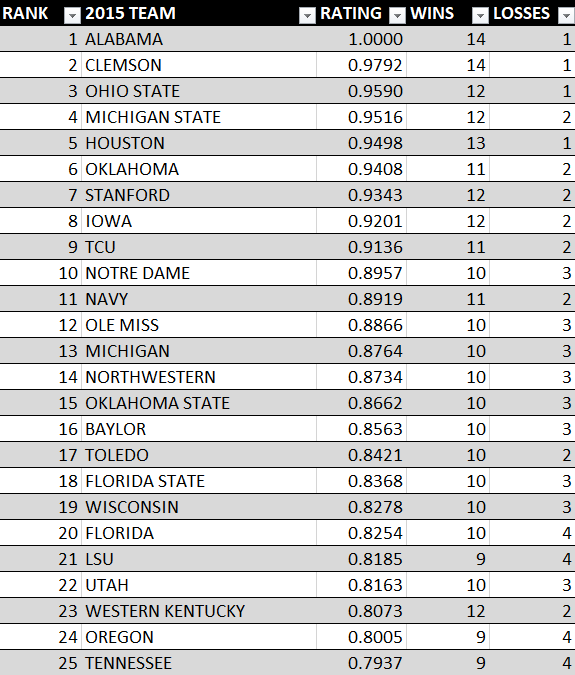 RANK 2015 TEAM RATING WINS LOSSES
1 ALABAMA 1.0000 14 1
2 CLEMSON 0.9792 14 1
3 OHIO STATE 0.9590 12 1
4 MICHIGAN STATE 0.9516 12 2
5 HOUSTON 0.9498 13 1
6 OKLAHOMA 0.9408 11 2
7 STANFORD 0.9343 12 2
8 IOWA 0.9201 12 2
9 TCU 0.9136 11 2
10 NOTRE DAME 0.8957 10 3
11 NAVY 0.8919 11 2
12 OLE MISS 0.8866 10 3
13 MICHIGAN 0.8764 10 3
14 NORTHWESTERN 0.8734 10 3
15 OKLAHOMA STATE 0.8662 10 3
16 BAYLOR 0.8563 10 3
17 TOLEDO 0.8421 10 2
18 FLORIDA STATE 0.8368 10 3
19 WISCONSIN 0.8278 10 3
20 FLORIDA 0.8254 10 4
21 LSU 0.8185 9 4
22 UTAH 0.8163 10 3
23 WESTERN KENTUCKY 0.8073 12 2
24 OREGON 0.8005 9 4
25 TENNESSEE 0.7937 9 4